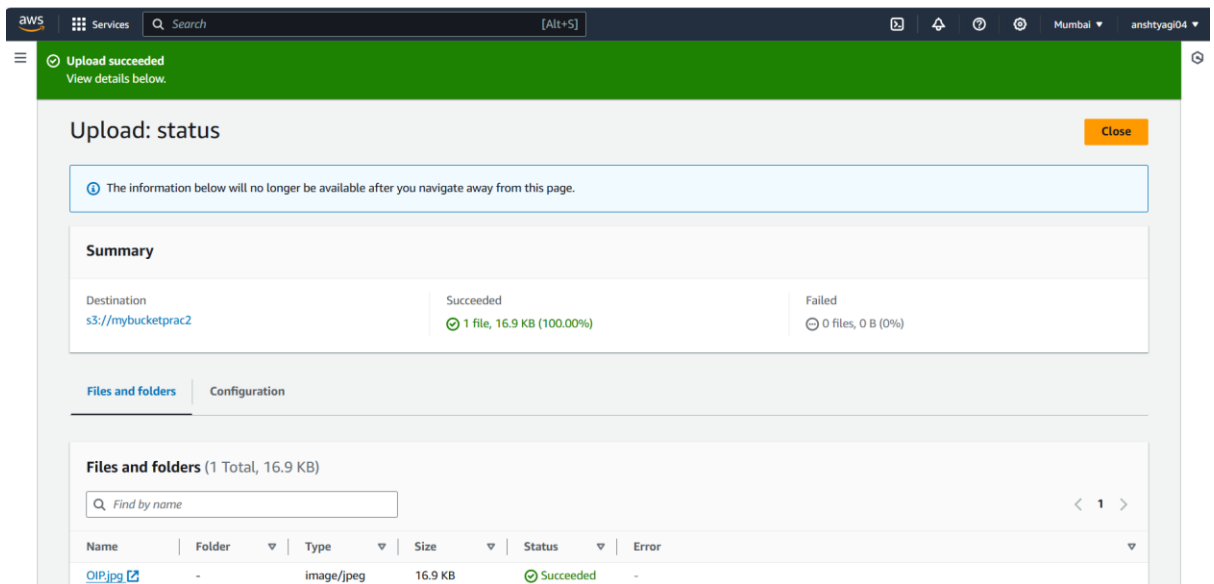 aws Services Search [Alt+S] Mumbai anshtyagi04
Upload succeeded
View details below.
Upload: status Close
The information below will no longer be available after you navigate away from this page.
Summary
Destination Succeeded Failed
s3://mybucketprac2 1 file, 16.9 KB (100.00%) 0 files, 0 B (0%)
Files and folders Configuration
Files and folders (1 Total, 16.9 KB)
Find by name 1
Name Folder Type Size Status Error
OIP.jpg - image/jpeg 16.9 KB Succeeded -